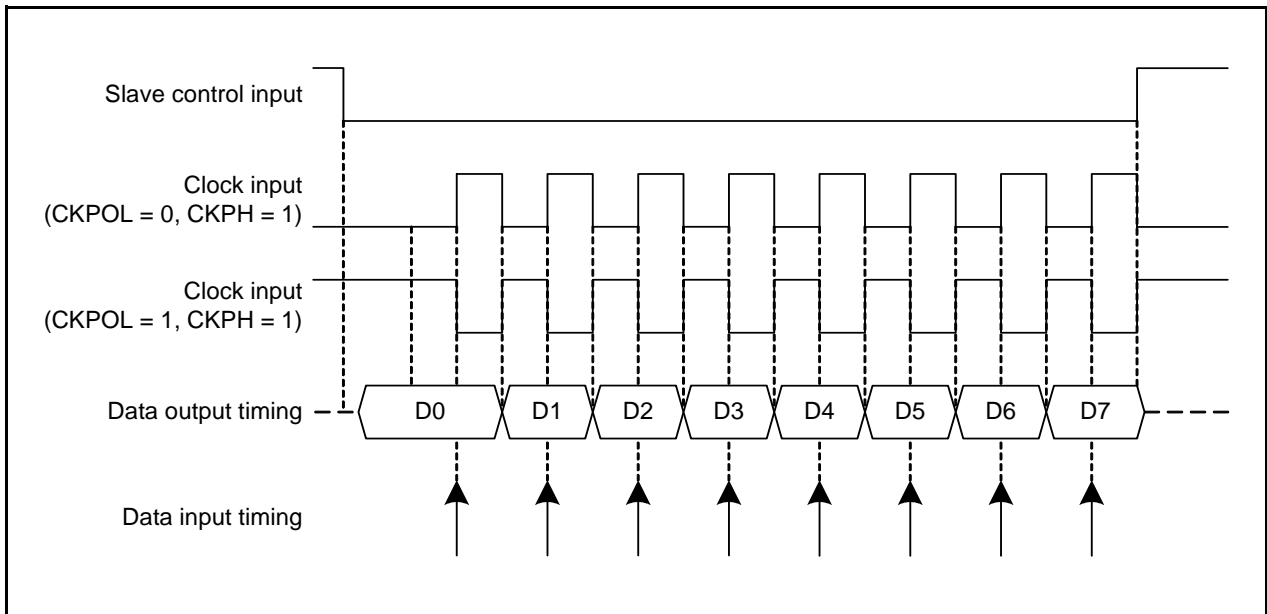 Slave control input
Clock input
(CKPOL = 0, CKPH = 1)
Clock input
(CKPOL = 1, CKPH = 1)
Data output timing
D0 D1 D2 D3 D4 D5 D6 D7
Data input timing